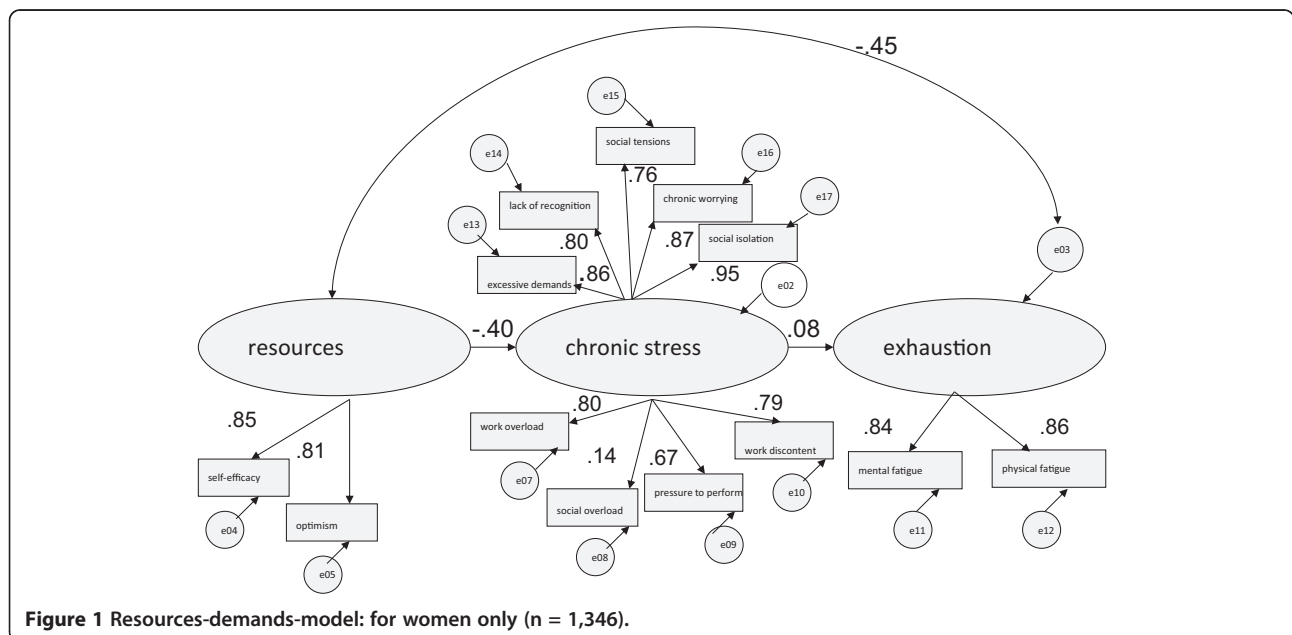 -.45
e15
social tensions
e14
e16
.76
lack of recognition
chronic worrying
e17
e13
.80
.87
social isolation
e03
excessive demands
.86
.95
e02
resources
-.40
chronic stress
.08
exhaustion
.85
.81
self-efficacy
e04
optimism
e05
.80
.79
work overload
.14
.67
work discontent
e07
social overload
pressure to perform
e10
e08
e09
.84
.86
mental fatigue
physical fatigue
e11
e12
Figure 1 Resources-demands-model: for women only (n = 1,346).